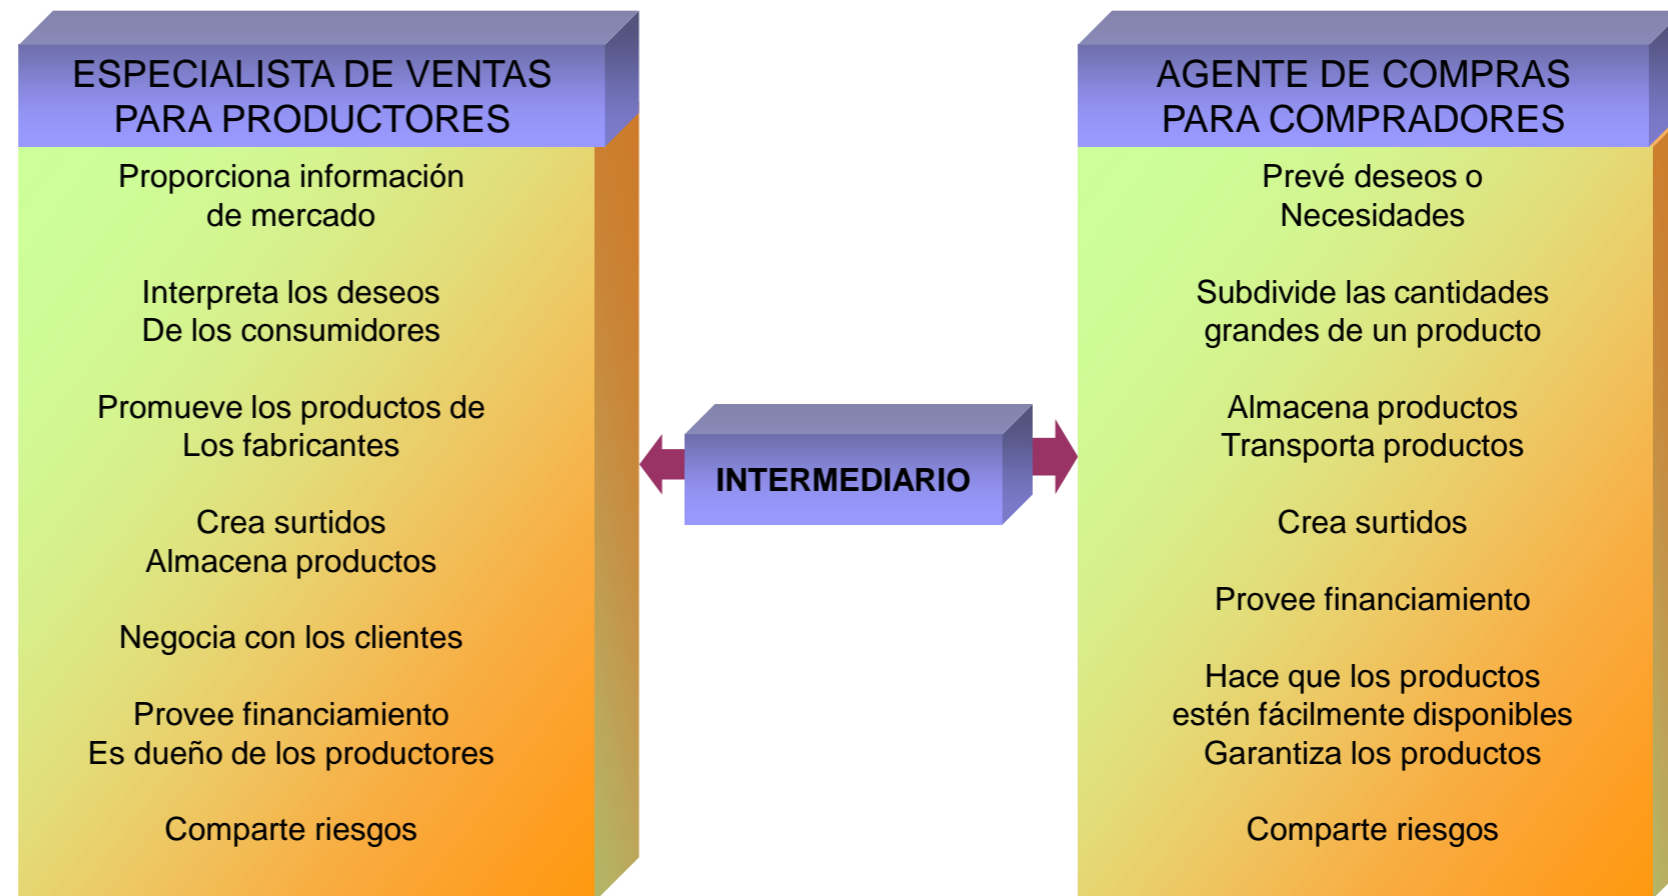 ESPECIALISTA DE VENTAS
PARA PRODUCTORES
Proporciona información
de mercado
Interpreta los deseos
De los consumidores
Promueve los productos de
Los fabricantes
Crea surtidos
Almacena productos
Negocia con los clientes
Provee financiamiento
Es dueño de los productores
Comparte riesgos
INTERMEDIARIO
AGENTE DE COMPRAS
PARA COMPRADORES
Prevé deseos o
Necesidades
Subdivide las cantidades
grandes de un producto
Almacena productos
Transporta productos
Crea surtidos
Provee financiamiento
Hace que los productos
estén fácilmente disponibles
Garantiza los productos
Comparte riesgos